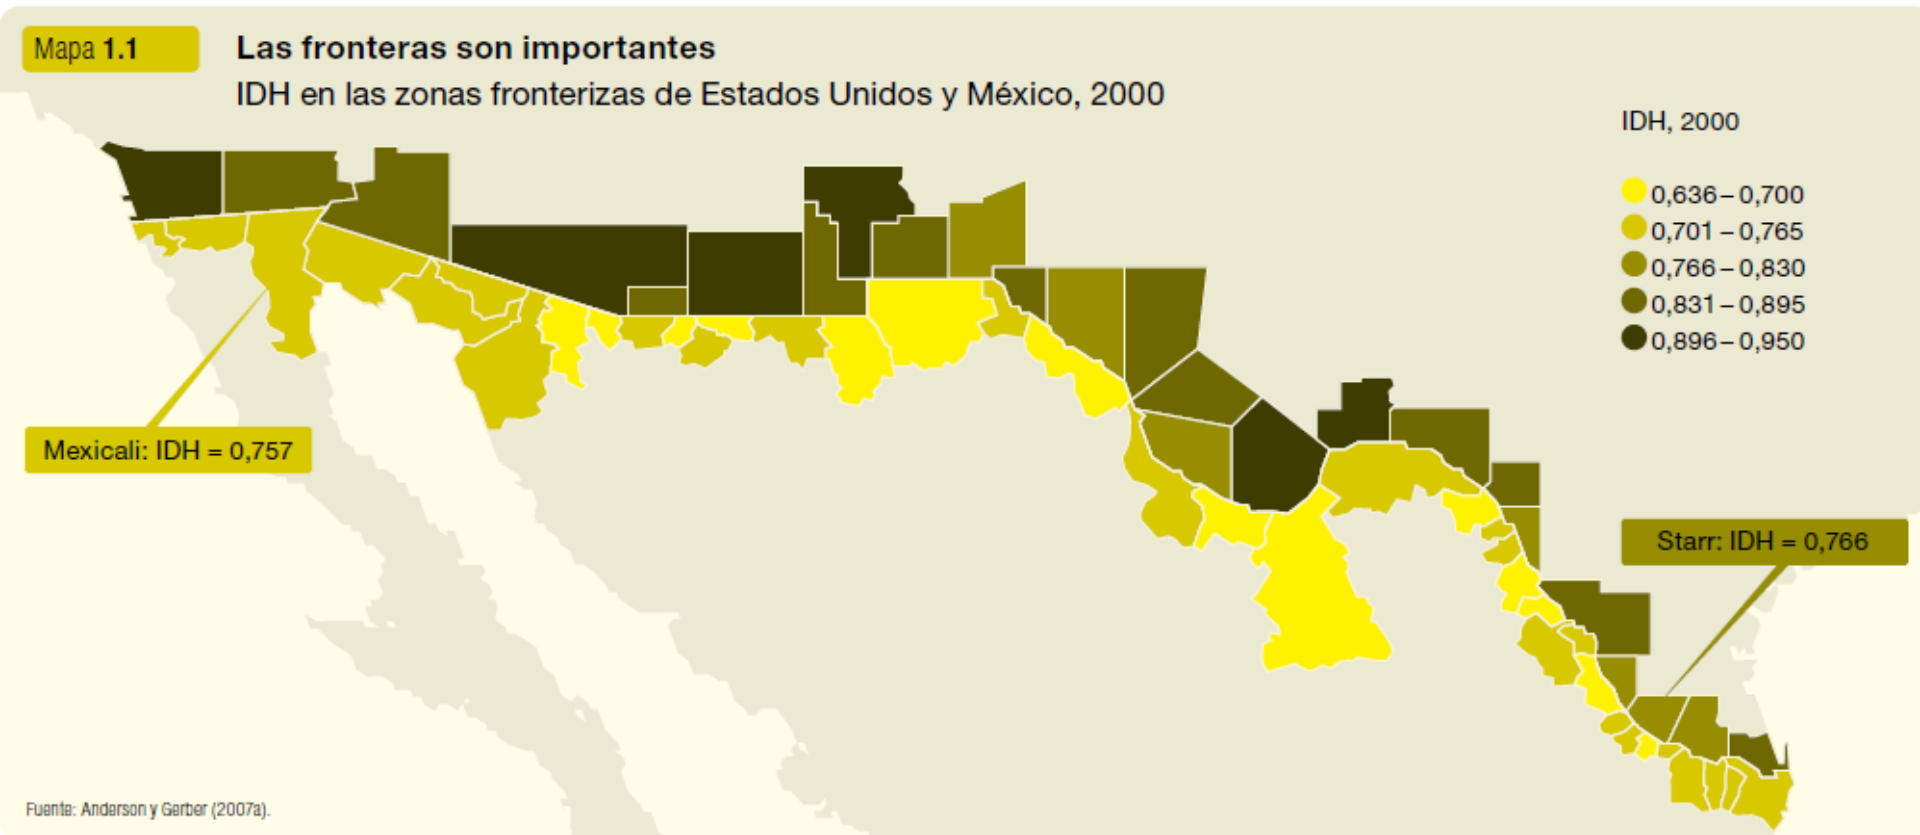 Mapa 1.1
Las fronteras son importantes
IDH en las zonas fronterizas de Estados Unidos y México, 2000
IDH, 2000
0,636–0,700
0,701–0,765
0,766–0,830
0,831–0,895
0,896–0,950
Mexicali: IDH = 0,757
Starr: IDH = 0,766
Fuente: Anderson y Gerber (2007a).